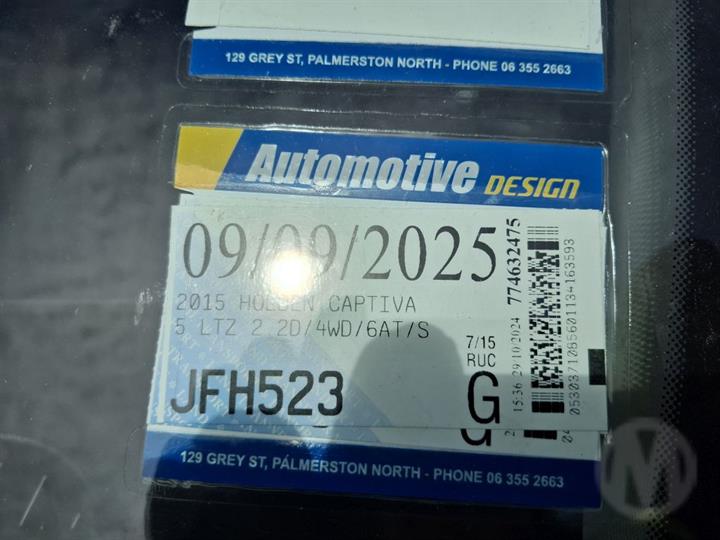 129 GREY ST, PALMERSTON NORTH - PHONE 06 355 2663
Automotive DESIGN
09/09/2025
2015 HOLDEN CAPTIVA
5 LTZ 2.2D/4WD/6AT/S
7/15
RUC
JFH523
G
G
774632475
15:36 29/10/2024
129 GREY ST, PALMERSTON NORTH - PHONE 06 355 2663
M